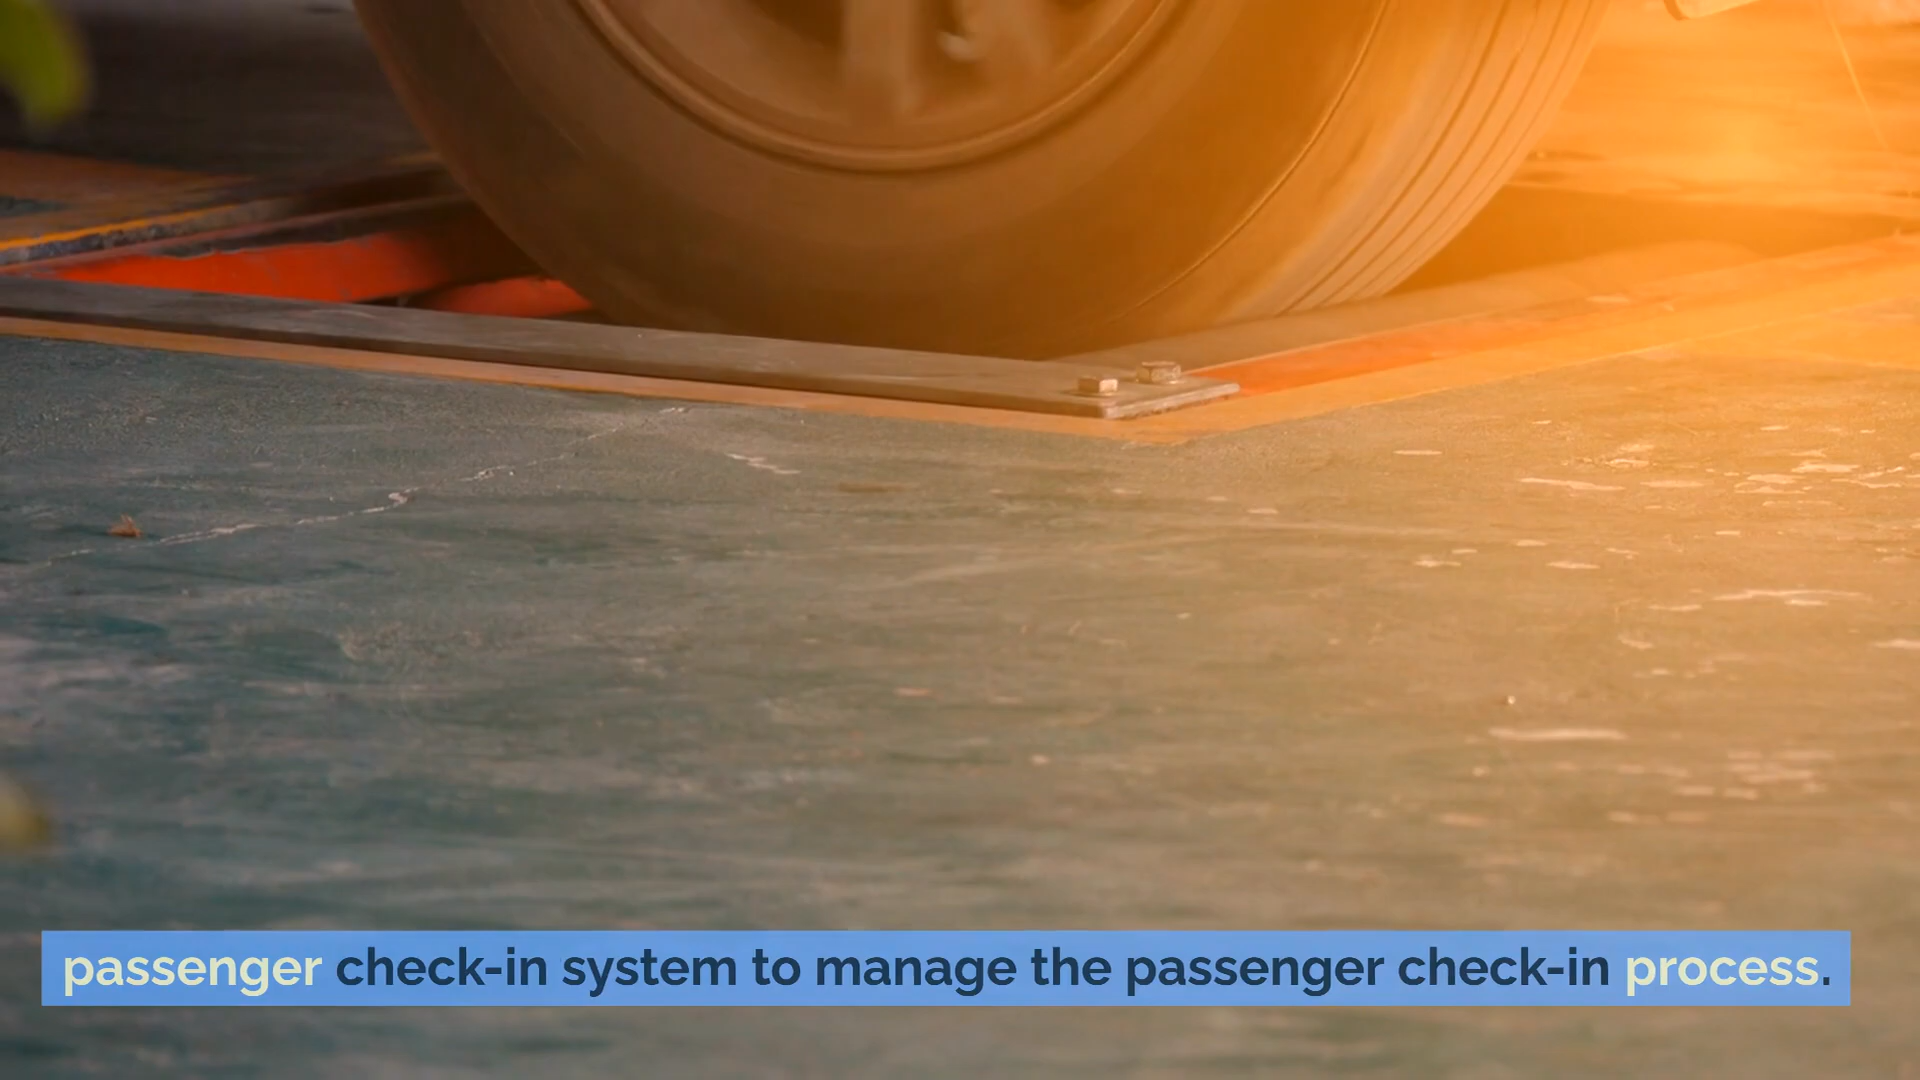 passenger check-in system to manage the passenger check-in process.